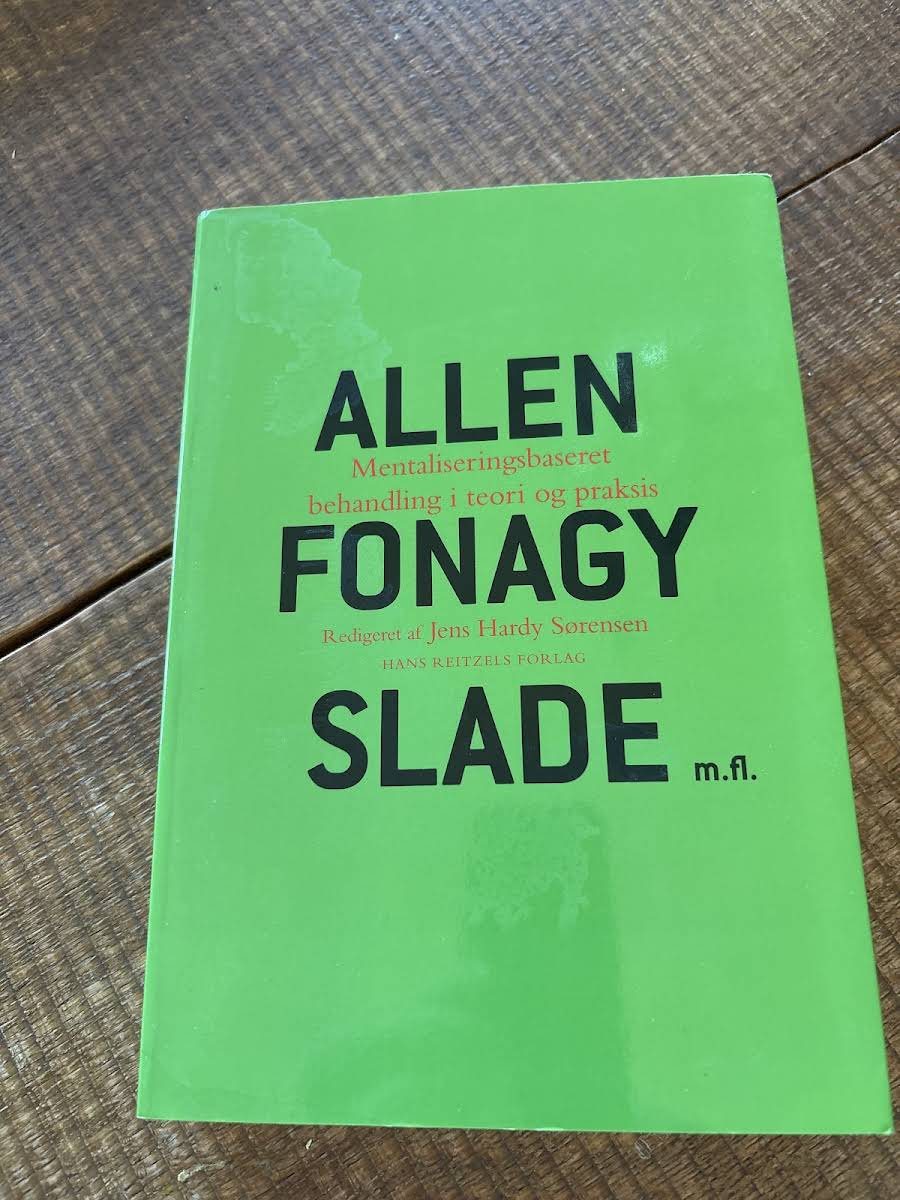 ALLEN
Mentaliseringsbaseret
behandling i teori og praksis
FONAGY
Redigeret af Jens Hardy Sørensen
HANS REITZELS FORLAG
SLADE m.fl.